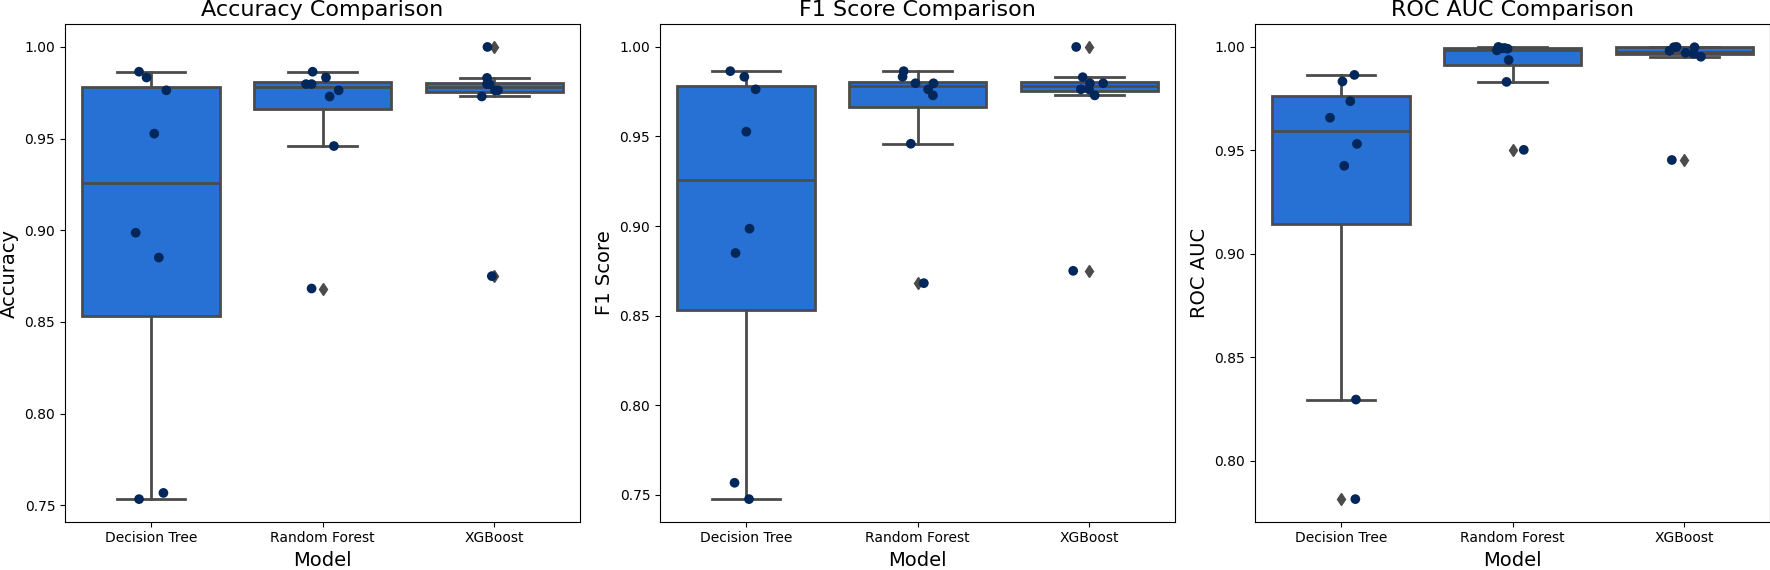 Accuracy Comparison
1.00
0.95
0.90
0.85
0.80
0.75
Accuracy
Decision Tree
Random Forest
XGBoost
Model
F1 Score Comparison
1.00
0.95
0.90
0.85
0.80
0.75
F1 Score
Decision Tree
Random Forest
XGBoost
Model
ROC AUC Comparison
1.00
0.95
0.90
0.85
0.80
ROC AUC
Decision Tree
Random Forest
XGBoost
Model